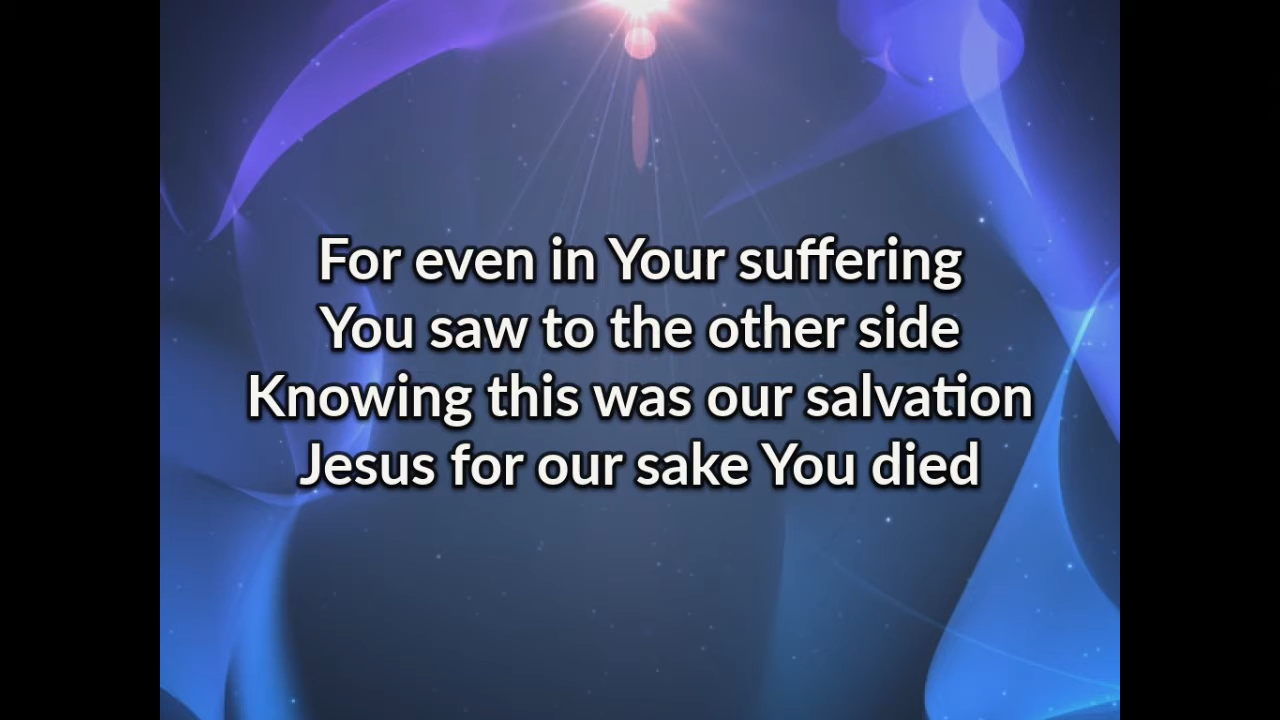 For even in Your suffering
You saw to the other side
Knowing this was our salvation
Jesus for our sake You died